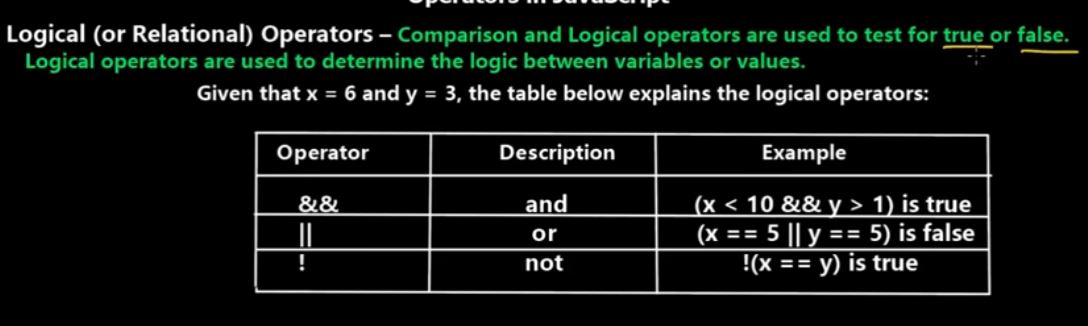 Operators in JavaScript
Logical (or Relational) Operators – Comparison and Logical operators are used to test for true or false.
Logical operators are used to determine the logic between variables or values.
Given that x = 6 and y = 3, the table below explains the logical operators:
Operator Description Example
&& and (x < 10 && y > 1) is true
|| or (x == 5 || y == 5) is false
! not !(x == y) is true